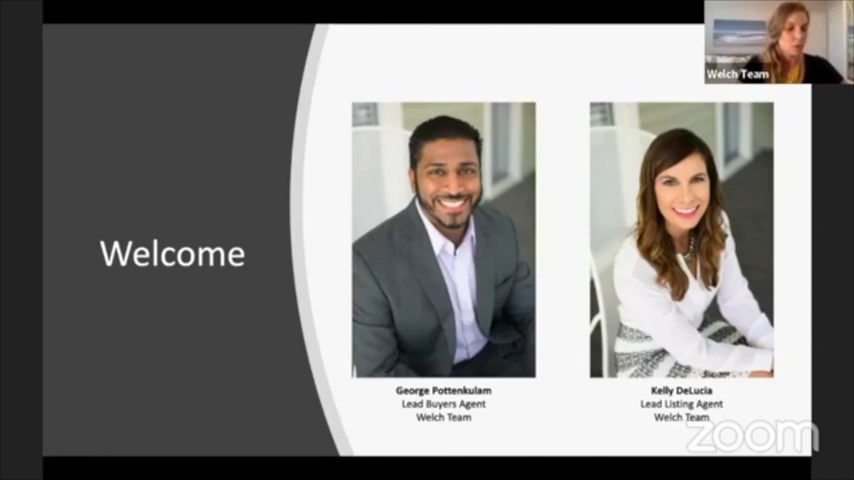 Welch Team
Welcome
George Pottenkulam
Lead Buyers Agent
Welch Team
Kelly DeLucia
Lead Listing Agent
Welch Team
zoom